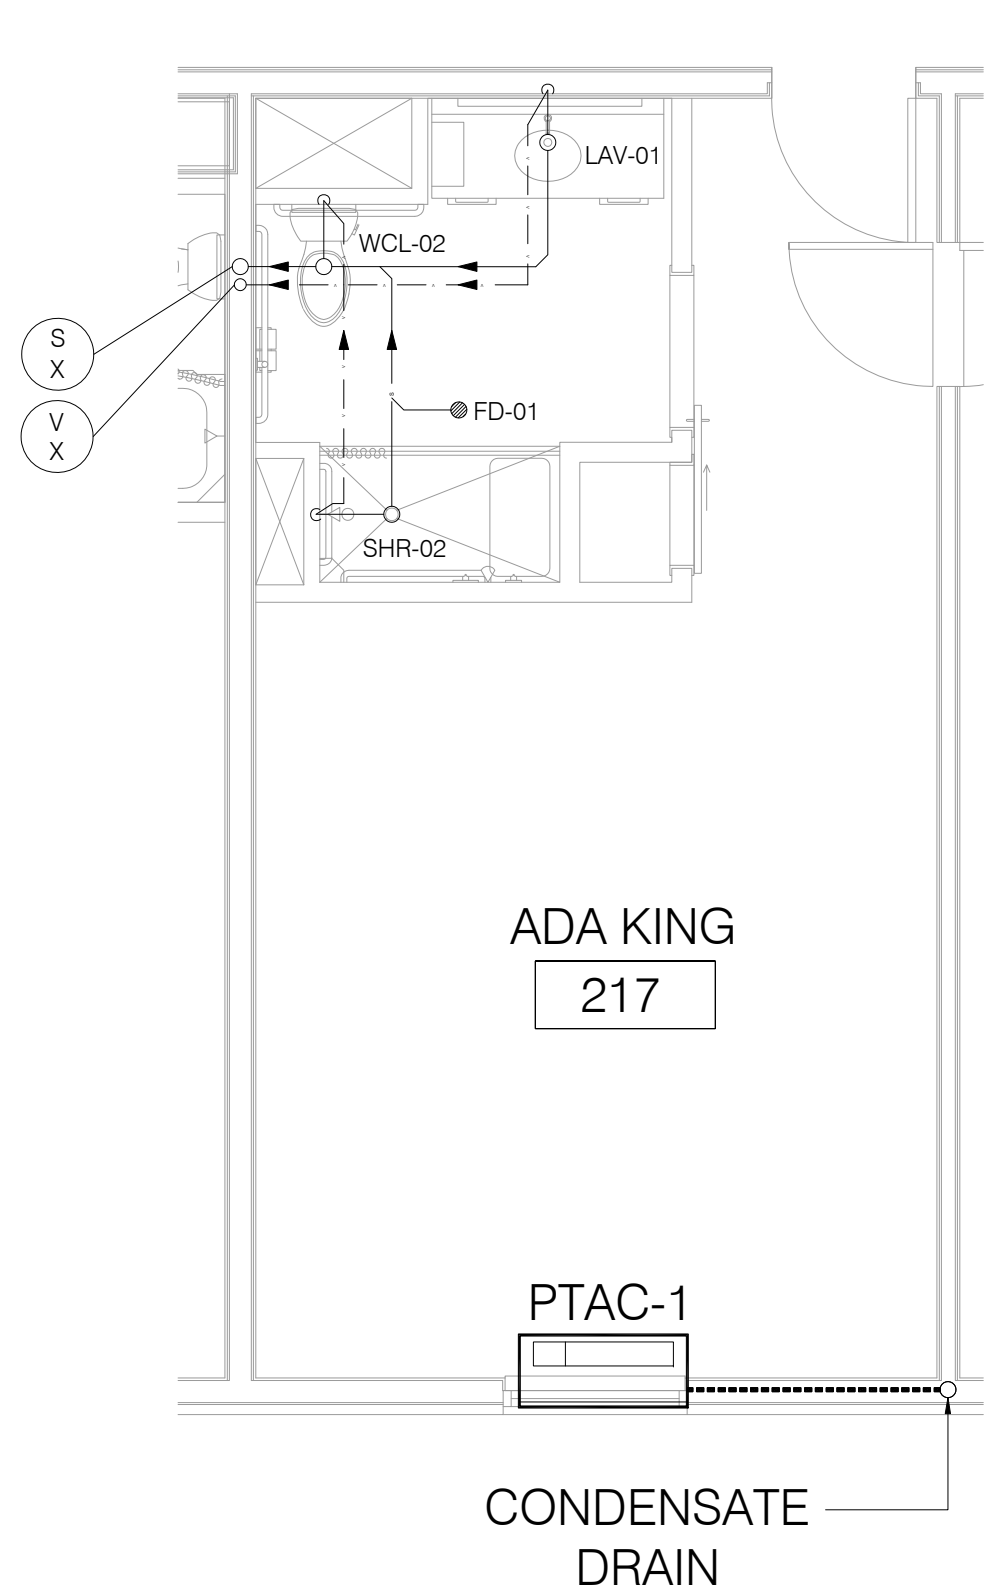 LAV-01
WCL-02
S
X
V
X
FD-01
SHR-02
ADA KING
217
PTAC-1
CONDENSATE
DRAIN